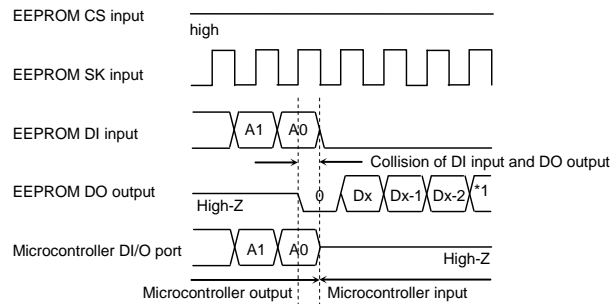 EEPROM CS input
high
EEPROM SK input
EEPROM DI input A1 A0
Collision of DI input and DO output
EEPROM DO output 0 Dx Dx-1 Dx-2 *1
High-Z
Microcontroller DI/O port A1 A0
High-Z
Microcontroller output Microcontroller input